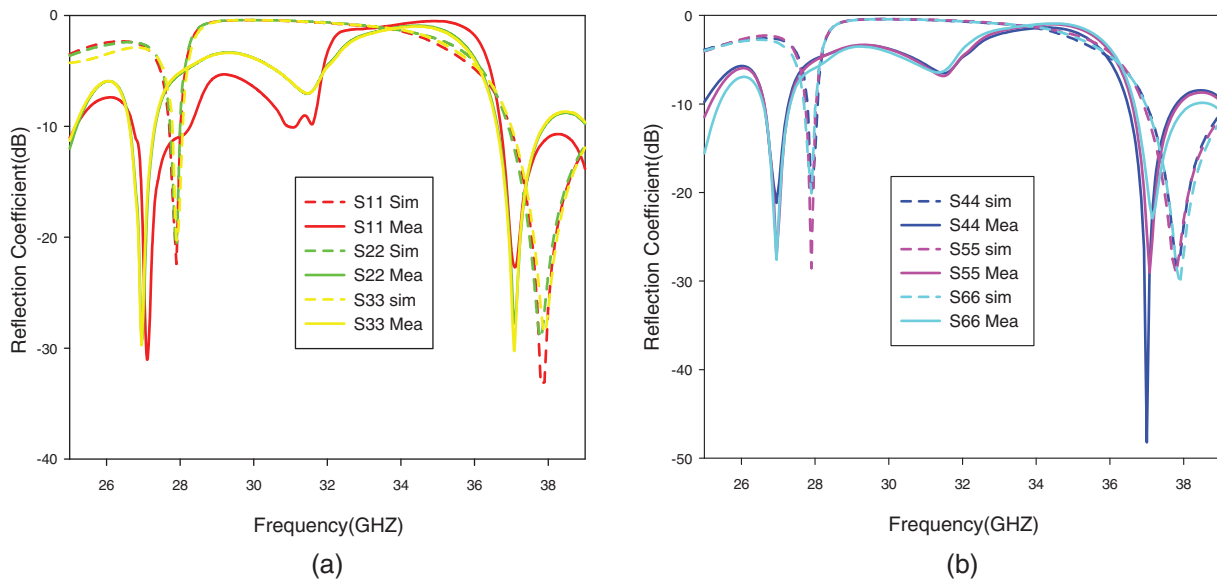 0
-10
-20
-30
-40
Reflection Coefficient(dB)
S11 Sim
S11 Mea
S22 Sim
S22 Mea
S33 sim
S33 Mea
26 28 30 32 34 36 38
Frequency(GHZ)
(a)
0
-10
-20
-30
-40
-50
Reflection Coefficient(dB)
S44 sim
S44 Mea
S55 sim
S55 Mea
S66 sim
S66 Mea
26 28 30 32 34 36 38
Frequency(GHZ)
(b)